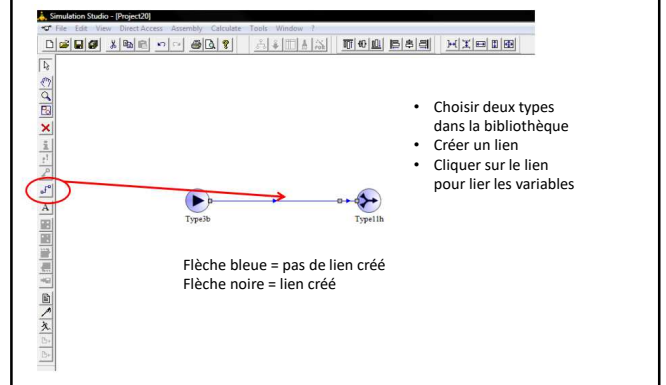 Simulation Studio - [Project20]
File Edit View Direct Access Assembly Calculate Tools Window ?
• Choisir deux types
dans la bibliothèque
• Créer un lien
• Cliquer sur le lien
pour lier les variables
A
Type3b
Type11h
Flèche bleue = pas de lien créé
Flèche noire = lien créé